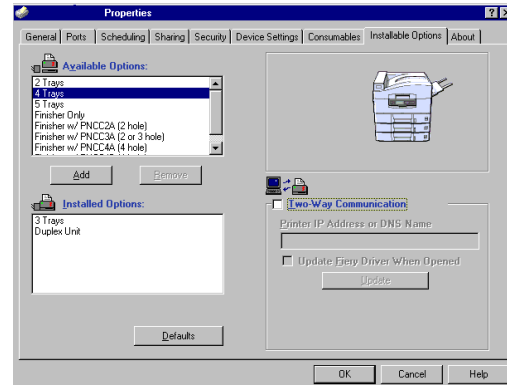 Properties
General Ports Scheduling Sharing Security Device Settings Consumables Installable Options About
Available Options:
2 Trays
4 Trays
5 Trays
Finisher Only
Finisher w/ PNCC2A (2 hole)
Finisher w/ PNCC3A (2 or 3 hole)
Finisher w/ PNCC4A (4 hole)
Add Remove
Installed Options:
3 Trays
Duplex Unit
Defaults
Two-Way Communication
Printer IP Address or DNS Name
Update Fiery Driver When Opened
Update
OK Cancel Help